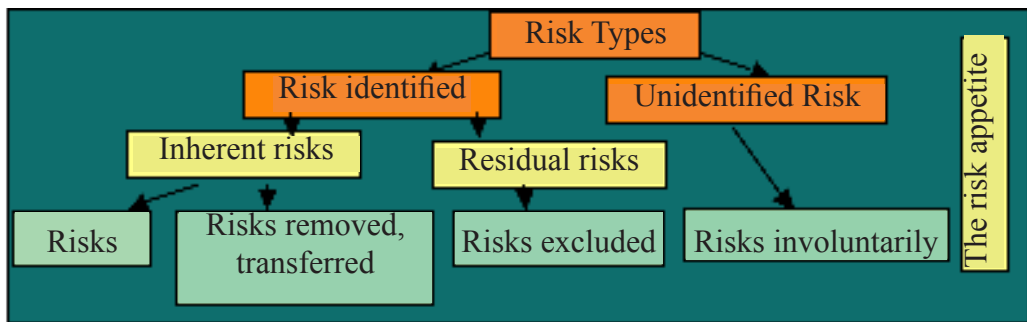 Risk Types
Risk identified
Unidentified Risk
Inherent risks
Residual risks
Risks
Risks removed,
transferred
Risks excluded
Risks involuntarily
The risk appetite